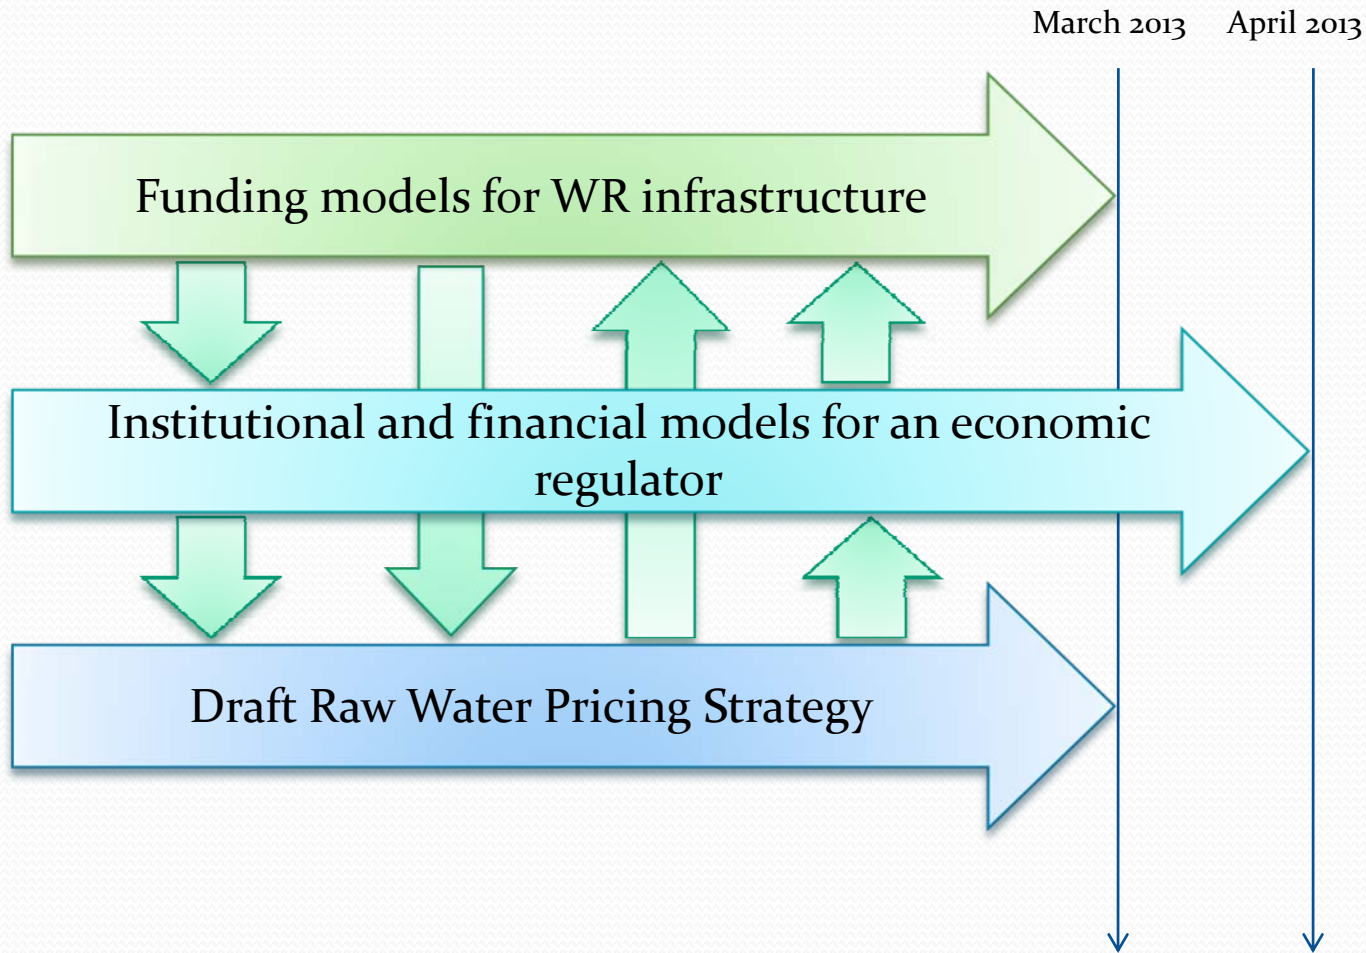 March 2013 April 2013
Funding models for WR infrastructure
Institutional and financial models for an economic
regulator
Draft Raw Water Pricing Strategy